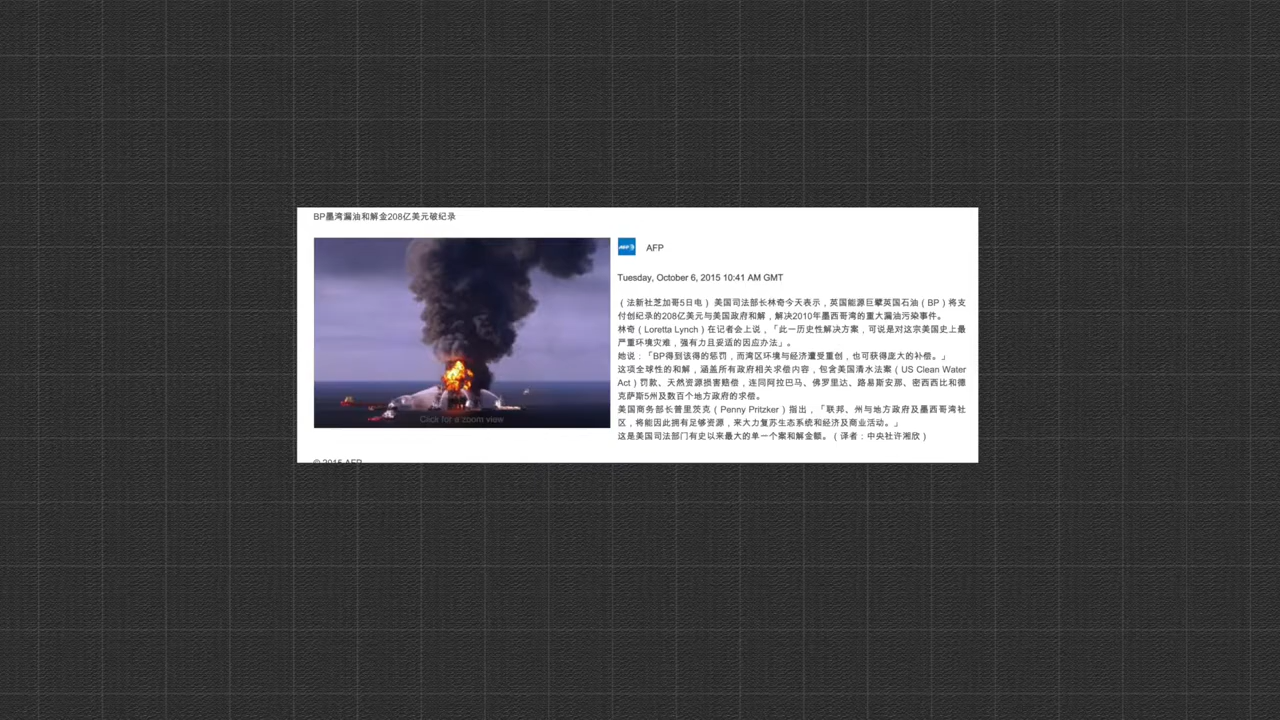 BP墨湾漏油和解金208亿美元破纪录
AFP
AFP
Tuesday, October 6, 2015 10:41 AM GMT
（法新社芝加哥5日电） 美国司法部长林奇今天表示，英国能源巨擘英国石油（BP）将支
付创纪录的208亿美元与美国政府和解，解决2010年墨西哥湾的重大漏油污染事件。
林奇（Loretta Lynch）在记者会上说，「此一历史性解决方案，可说是对这宗美国史上最
严重环境灾难，强有力且妥适的因应办法」。
她说：「BP得到该得的惩罚，而湾区环境与经济遭受重创，也可获得庞大的补偿。」
这项全球性的和解，涵盖所有政府相关求偿内容，包含美国清水法案（US Clean Water
Act）罚款、天然资源损害赔偿，连同阿拉巴马、佛罗里达、路易斯安那、密西西比和德
克萨斯5州及数百个地方政府的求偿。
美国商务部长普里茨克（Penny Pritzker）指出，「联邦、州与地方政府及墨西哥湾社
区，将能因此拥有足够资源，来大力复苏生态系统和经济及商业活动。」
这是美国司法部门有史以来最大的单一个案和解金额。（译者：中央社许湘欣）
Click for a zoom view
© 2015 AFP